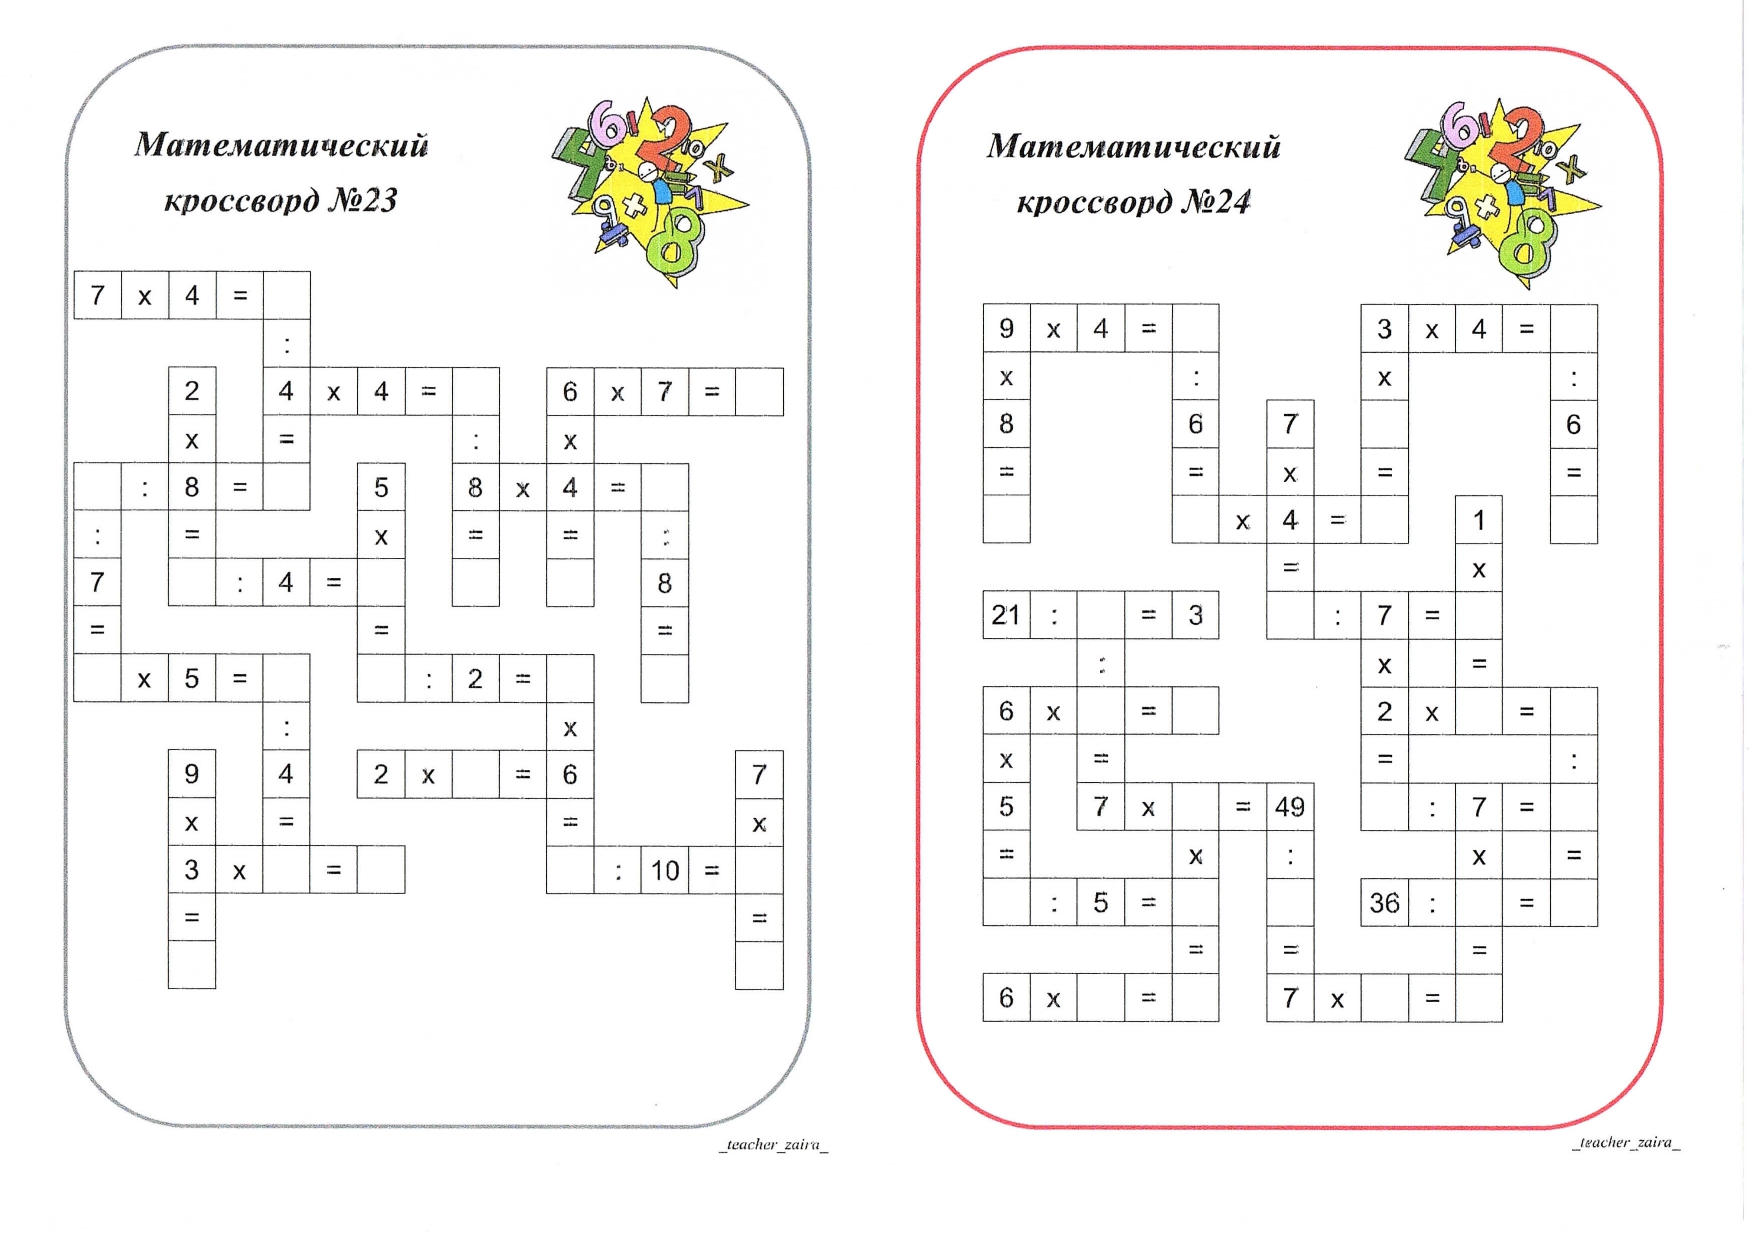 Математический
кроссворд №23
7 x 4 =
:
2 4 x 4 = 6 x 7 =
x = : x
: 8 = 5 8 x 4 =
: = x = = :
7 : 4 = 8
= = =
x 5 = : 2 =
: x
9 4 2 x = 6 7
x = = x
3 x = : 10 =
= =
_teacher_zaira_
Математический
кроссворд №24
9 x 4 = 3 x 4 =
x : x :
8 6 7 6
= = x = =
x 4 = 1
= x
21 : = 3 : 7 =
: x =
6 x = 2 x =
x = = :
5 7 x = 49 : 7 =
= x : x =
: 5 = 36 : =
= = =
6 x = 7 x =
_teacher_zaira_